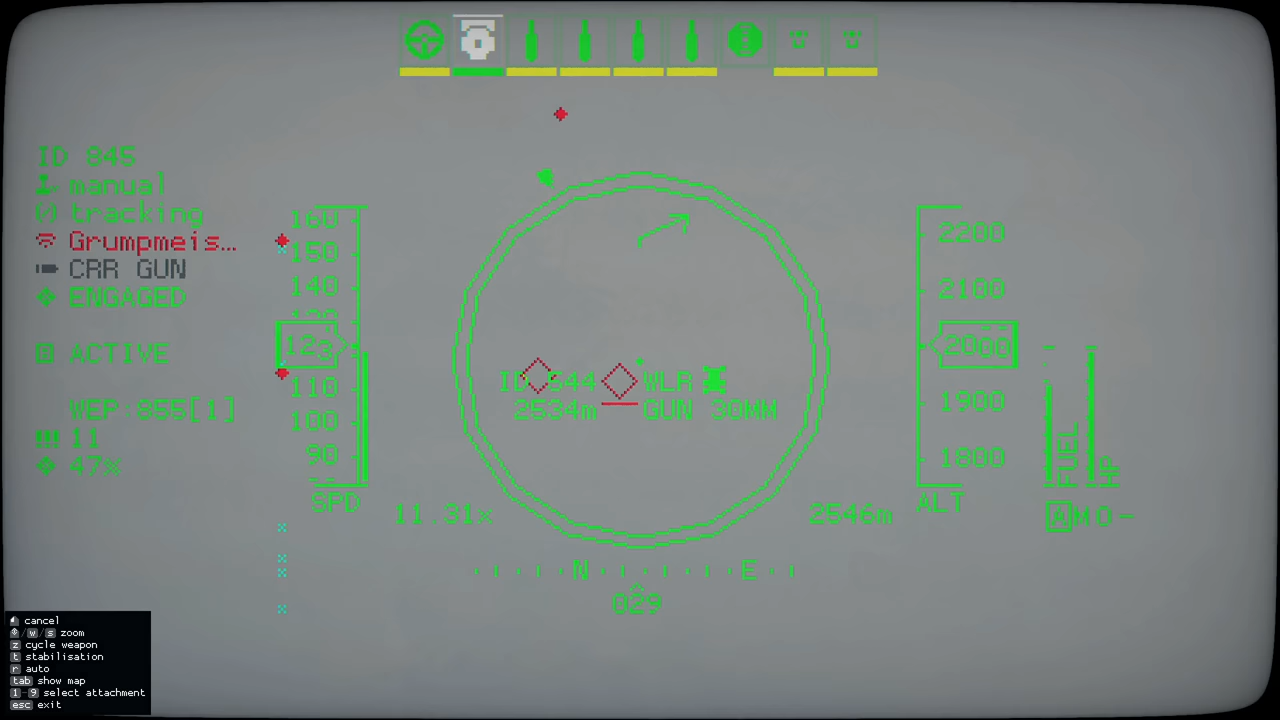 ID 845
manual
tracking
Grumpmeis…
CRR GUN
ENGAGED
ACTIVE
WEP:855[1]
11
47%
160
150
140
123
110
100
90
SPD
11.31x
ID 544
2534m
WLR
GUN 30MM
2200
2100
2000
1900
1800
ALT
2546m
FUEL
HP
AMO-
N E
029
cancel
/w/s zoom
z cycle weapon
t stabilisation
r auto
tab show map
1-9 select attachment
esc exit